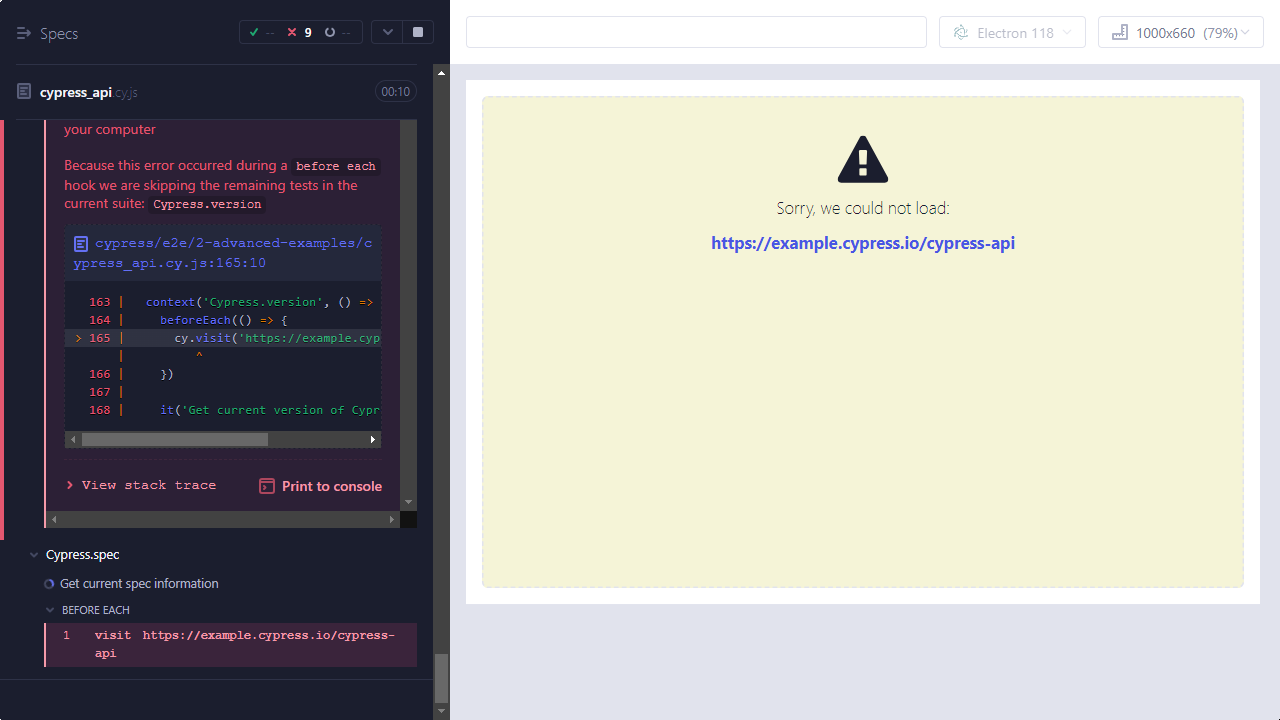 Specs
-- 9 --
cypress_api.cy.js 00:10
your computer
Because this error occurred during a before each
hook we are skipping the remaining tests in the
current suite: Cypress.version
cypress/e2e/2-advanced-examples/c
ypress_api.cy.js:165:10
163 | context('Cypress.version', () =>
164 | beforeEach(() => {
> 165 | cy.visit('https://example.cyp
| ^
166 | })
167 |
168 | it('Get current version of Cypr
View stack trace
Print to console
Cypress.spec
Get current spec information
BEFORE EACH
1 visit https://example.cypress.io/cypress-
api
Electron 118
1000x660 (79%)
Sorry, we could not load:
https://example.cypress.io/cypress-api